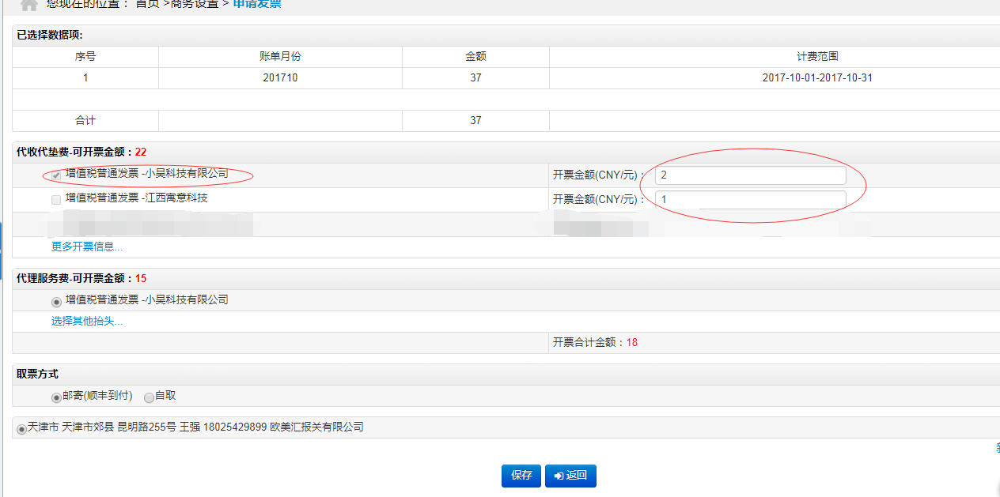 您现在的位置： 首页 >商务设置 > 申请发票
已选择数据项:
序号 账单月份 金额 计费范围
1 201710 37 2017-10-01-2017-10-31
合计 37
代收代垫费-可开票金额：22
增值税普通发票 -小吴科技有限公司 开票金额(CNY/元)： 2
增值税普通发票 -江西寓意科技 开票金额(CNY/元)： 1
更多开票信息...
代理服务费-可开票金额：15
增值税普通发票 -小吴科技有限公司
选择其他抬头...
开票合计金额：18
取票方式
邮寄(顺丰到付) 自取
天津市 天津市郊县 昆明路255号 王强 18025429899 欧美汇报关有限公司
保存 返回